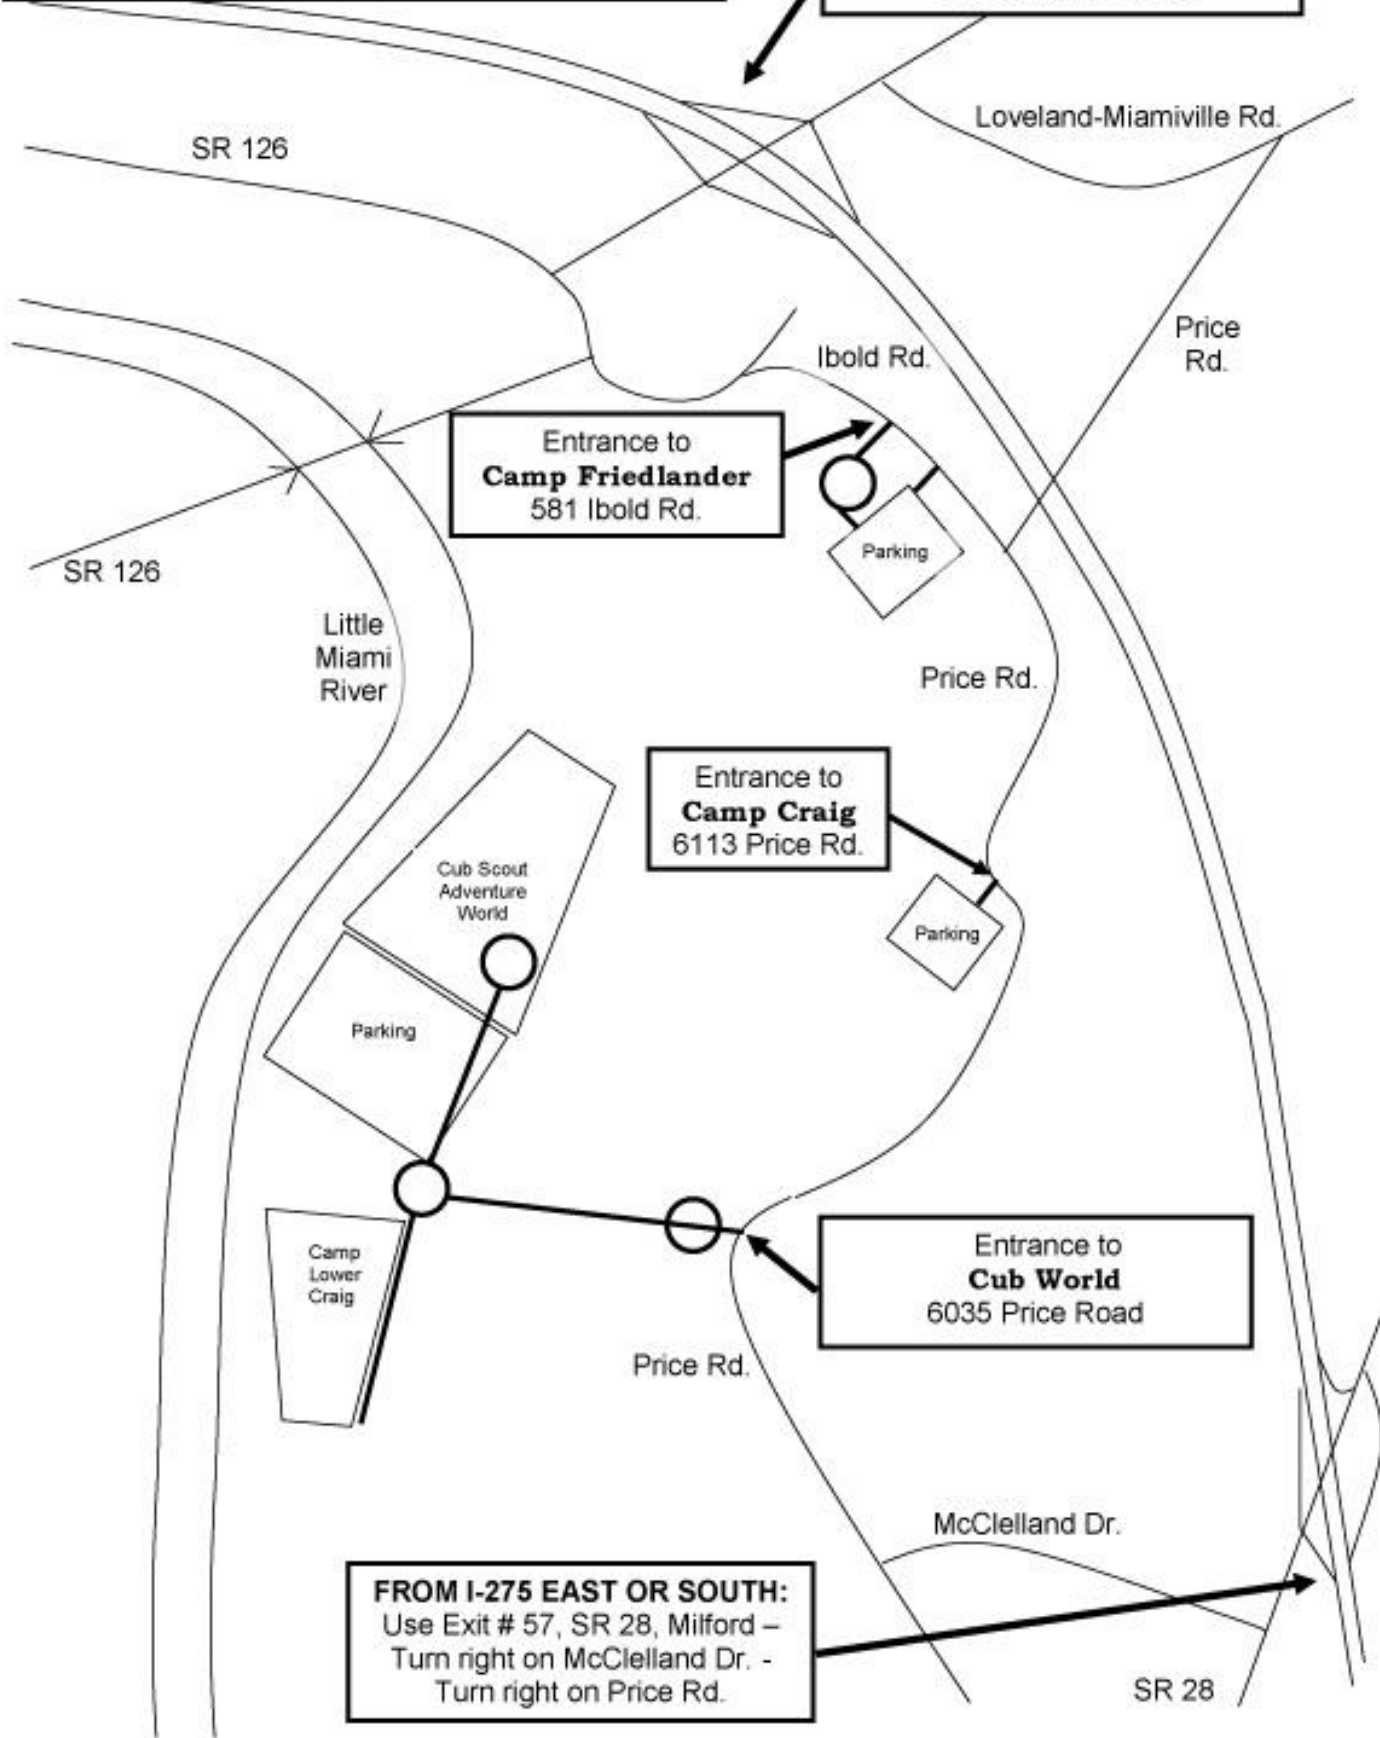 Loveland-Miamiville Rd.
SR 126
Price
Rd.
Ibold Rd.
Entrance to
Camp Friedlander
581 Ibold Rd.
Parking
SR 126
Little
Miami
River
Price Rd.
Entrance to
Camp Craig
6113 Price Rd.
Cub Scout
Adventure
World
Parking
Parking
Entrance to
Cub World
6035 Price Road
Camp
Lower
Craig
Price Rd.
McClelland Dr.
FROM I-275 EAST OR SOUTH:
Use Exit # 57, SR 28, Milford –
Turn right on McClelland Dr. -
Turn right on Price Rd.
SR 28